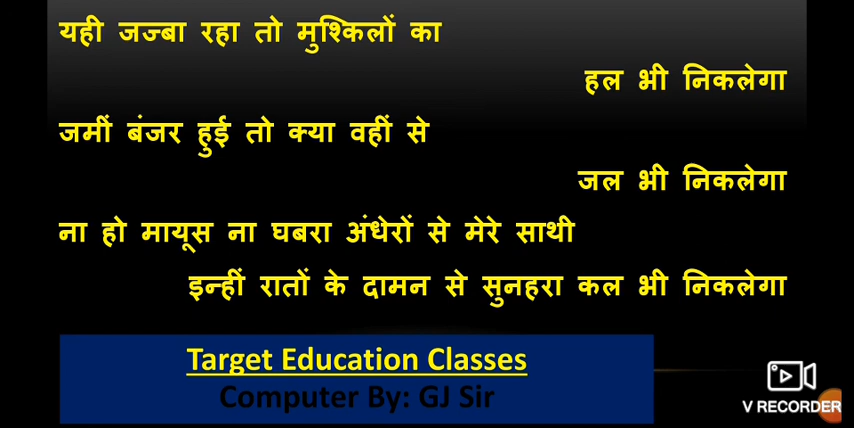 यही जज्बा रहा तो मुश्किलों का
हल भी निकलेगा
जमीं बंजर हुई तो क्या वहीं से
जल भी निकलेगा
ना हो मायूस ना घबरा अंधेरों से मेरे साथी
इन्हीं रातों के दामन से सुनहरा कल भी निकलेगा
Target Education Classes
Computer By: GJ Sir
V RECORDER